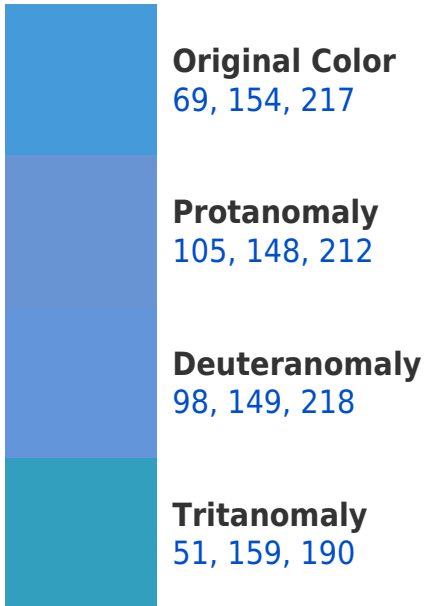 Original Color
69, 154, 217
Protanomaly
105, 148, 212
Deuteranomaly
98, 149, 218
Tritanomaly
51, 159, 190